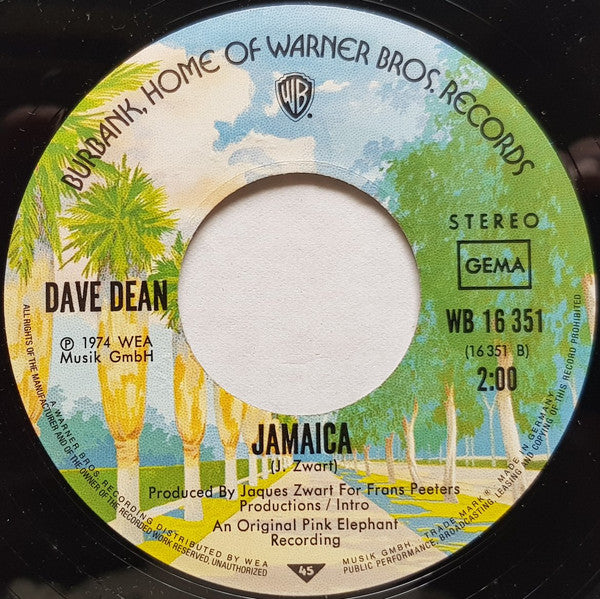 BURBANK, HOME OF WARNER BROS. RECORDS
WB
STEREO
GEMA
DAVE DEAN
WB 16 351
℗ 1974 WEA
Musik GmbH
(16 351 B)
2:00
JAMAICA
(J. Zwart)
Produced By Jaques Zwart For Frans Peeters
Productions / Intro
An Original Pink Elephant
Recording
45
ALL RIGHTS OF THE MANUFACTURER AND OF THE OWNER OF THE RECORDED WORK RESERVED. UNAUTHORIZED
PUBLIC PERFORMANCE, BROADCASTING, LEASING AND COPYING OF THIS RECORD PROHIBITED
A WARNER BROS. RECORDING DISTRIBUTED BY WEA
MUSIK GMBH. TRADE MARK® MADE IN GERMANY